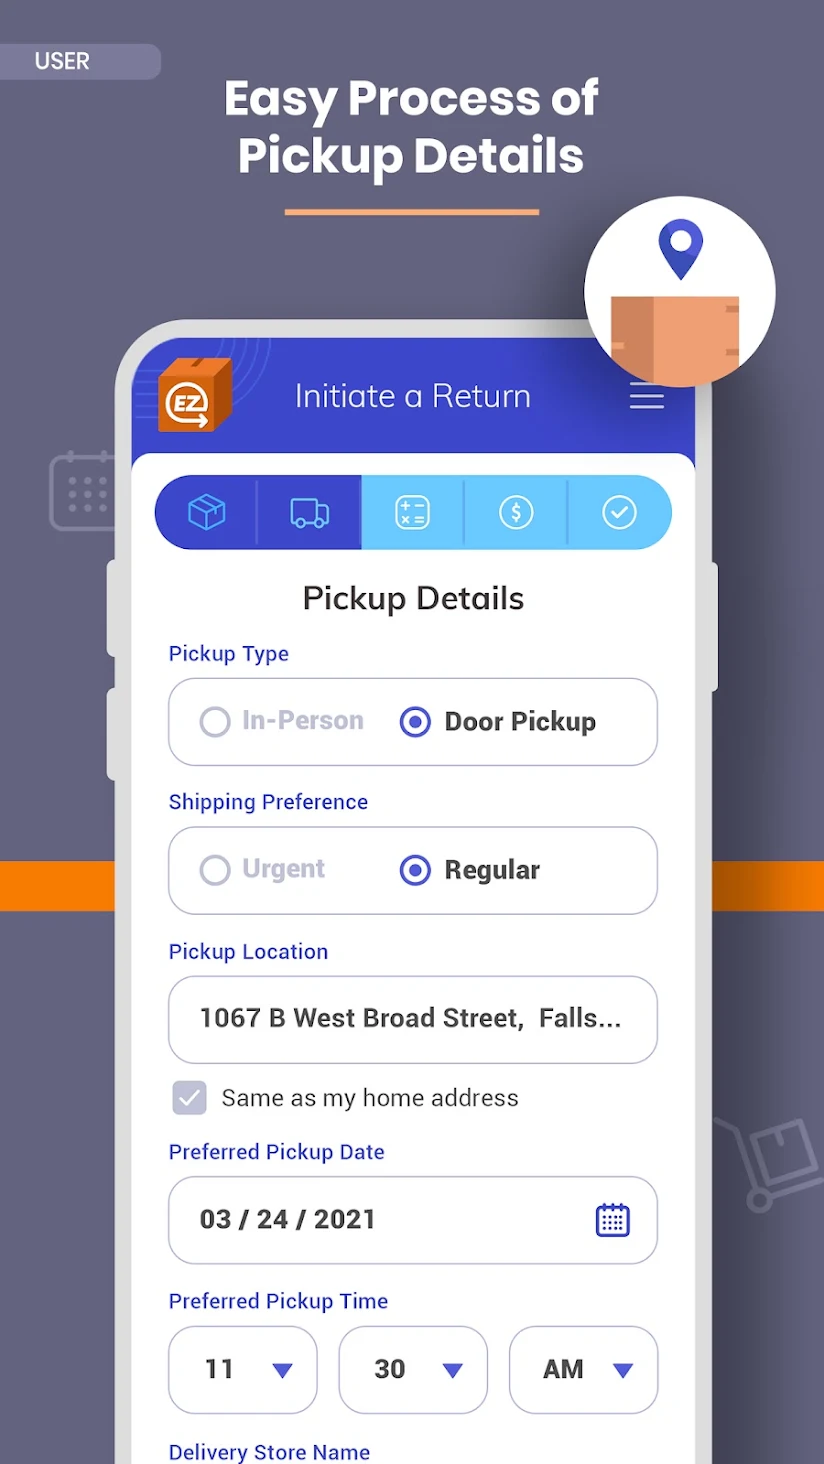 USER
Easy Process of
Pickup Details
EZ
Initiate a Return
$
Pickup Details
Pickup Type
In-Person Door Pickup
Shipping Preference
Urgent Regular
Pickup Location
1067 B West Broad Street, Falls...
Same as my home address
Preferred Pickup Date
03 / 24 / 2021
Preferred Pickup Time
11 30 AM
Delivery Store Name